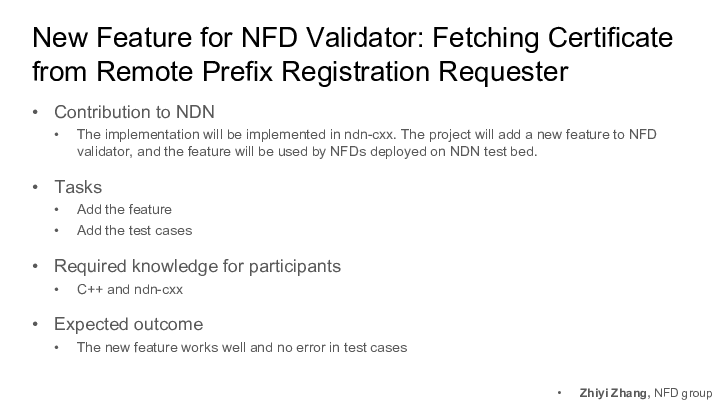 New Feature for NFD Validator: Fetching Certificate
from Remote Prefix Registration Requester
• Contribution to NDN
• The implementation will be implemented in ndn-cxx. The project will add a new feature to NFD
validator, and the feature will be used by NFDs deployed on NDN test bed.
• Tasks
• Add the feature
• Add the test cases
• Required knowledge for participants
• C++ and ndn-cxx
• Expected outcome
• The new feature works well and no error in test cases
• Zhiyi Zhang, NFD group